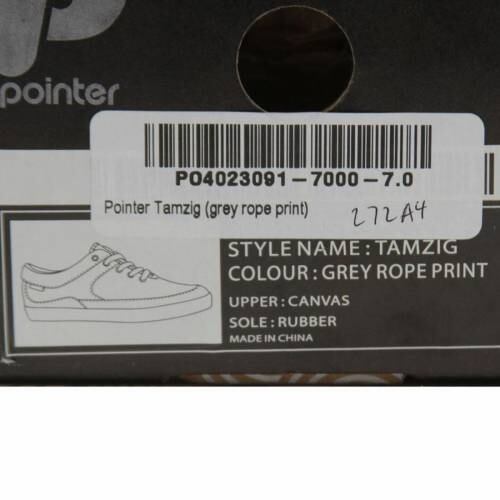 pointer
PO4023091-7000-7.0
Pointer Tamzig (grey rope print) 272A4
STYLE NAME : TAMZIG
COLOUR : GREY ROPE PRINT
UPPER : CANVAS
SOLE : RUBBER
MADE IN CHINA